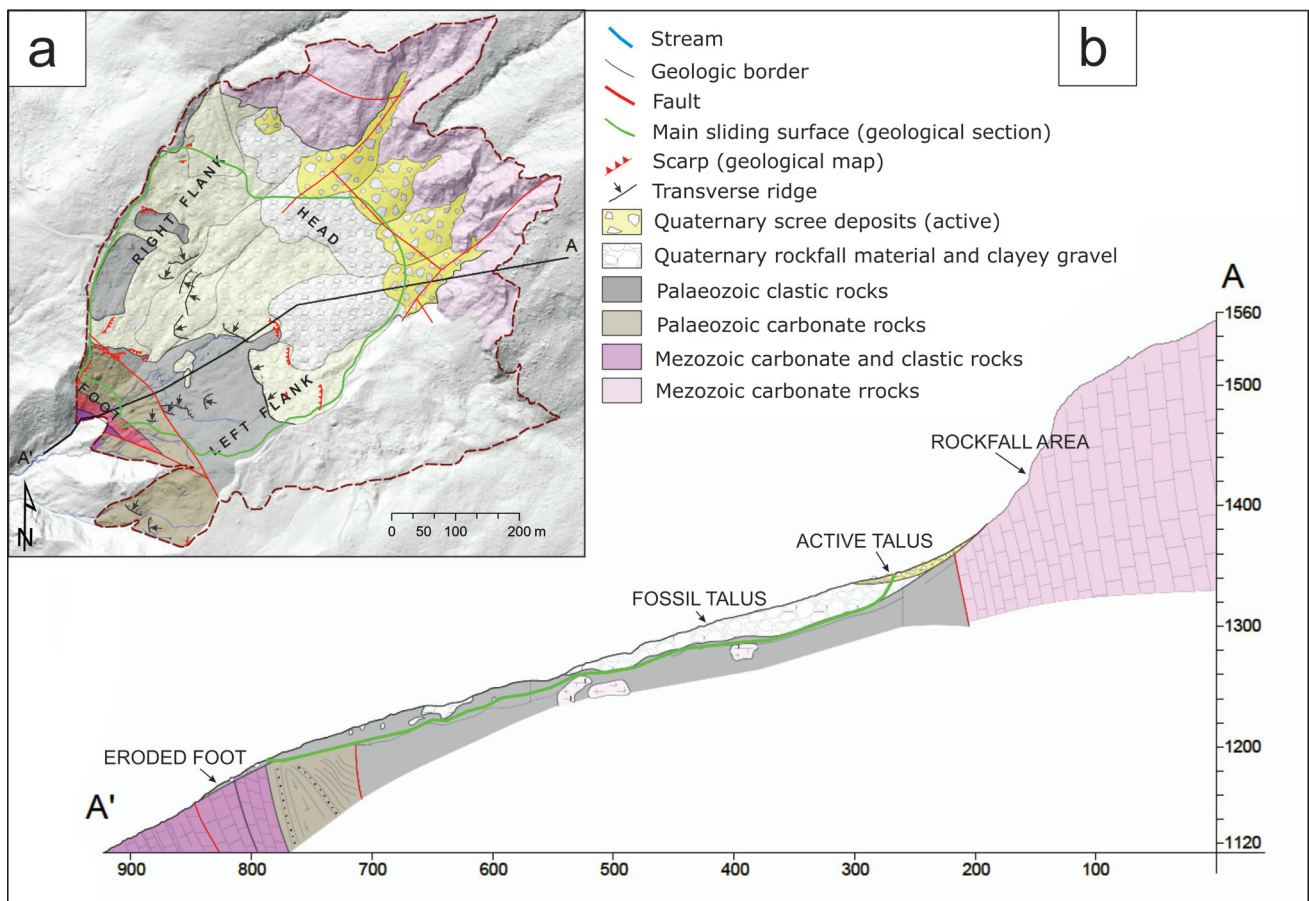 a
b
RIGHT FLANK
HEAD
LEFT FLANK
FOOT
A
A'
N
0 50 100 200 m
Stream
Geologic border
Fault
Main sliding surface (geological section)
Scarp (geological map)
Transverse ridge
Quaternary scree deposits (active)
Quaternary rockfall material and clayey gravel
Palaeozoic clastic rocks
Palaeozoic carbonate rocks
Mezozoic carbonate and clastic rocks
Mezozoic carbonate rrocks
A
1560
1500
ROCKFALL AREA
1400
ACTIVE TALUS
FOSSIL TALUS
1300
1200
ERODED FOOT
A'
1120
900 800 700 600 500 400 300 200 100